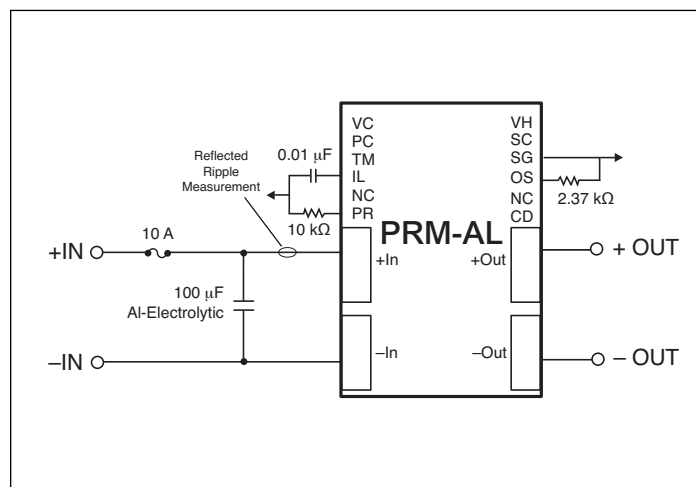 VC
PC
TM
IL
NC
PR
VH
SC
SG
OS
NC
CD
Reflected
Ripple
Measurement
0.01 μF
10 kΩ
2.37 kΩ
PRM-AL
10 A
+IN
+In
+Out
+ OUT
100 μF
Al-Electrolytic
–IN
–In
–Out
– OUT